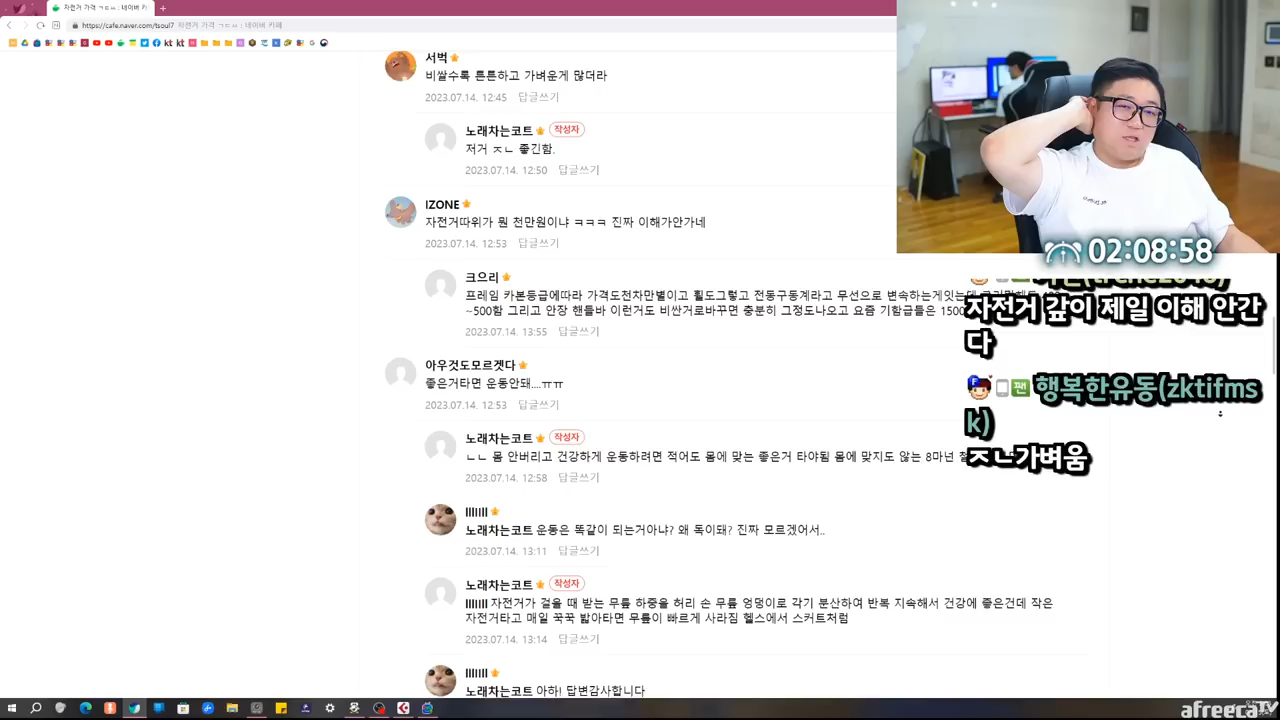 자전거 가격 ㄱㄷㅆ : 네이버 카
https://cafe.naver.com/tsoul7 자전거 가격 ㄱㄷㅆ : 네이버 카페
서벅
비쌀수록 튼튼하고 가벼운게 많더라
2023.07.14. 12:45 답글쓰기
노래차는코트 작성자
저거 ㅈㄴ 좋긴함.
2023.07.14. 12:50 답글쓰기
IZONE
자전거따위가 뭔 천만원이냐 ㅋㅋㅋ 진짜 이해가안가네
2023.07.14. 12:53 답글쓰기
크으리
프레임 카본등급에따라 가격도전차만별이고 휠도그렇고 전동구동계라고 무선으로 변속하는게잇는데
~500함 그리고 안장 핸들바 이런거도 비싼거로바꾸면 충분히 그정도나오고 요즘 기함급들은 1500
2023.07.14. 13:55 답글쓰기
아우것도모르겟다
좋은거타면 운동안돼....ㅠㅠ
2023.07.14. 12:53 답글쓰기
노래차는코트 작성자
ㄴㄴ 몸 안버리고 건강하게 운동하려면 적어도 몸에 맞는 좋은거 타야됨 몸에 맞지도 않는 8마넌
2023.07.14. 12:58 답글쓰기
lllllll
노래차는코트 운동은 똑같이 되는거아냐? 왜 독이돼? 진짜 모르겠어서..
2023.07.14. 13:11 답글쓰기
노래차는코트 작성자
lllllll 자전거가 걸을 때 받는 무릎 하중을 허리 손 무릎 엉덩이로 각기 분산하여 반복 지속해서 건강에 좋은건데 작은
자전거타고 매일 꾹꾹 밟아타면 무릎이 빠르게 사라짐 헬스에서 스커트처럼
2023.07.14. 13:14 답글쓰기
lllllll
노래차는코트 아하! 답변감사합니다
02:08:58
자전거 값이 제일 이해 안간
다
F 팬 행복한유동(zktifms
k)
ㅈㄴ가벼움
afreecaTV